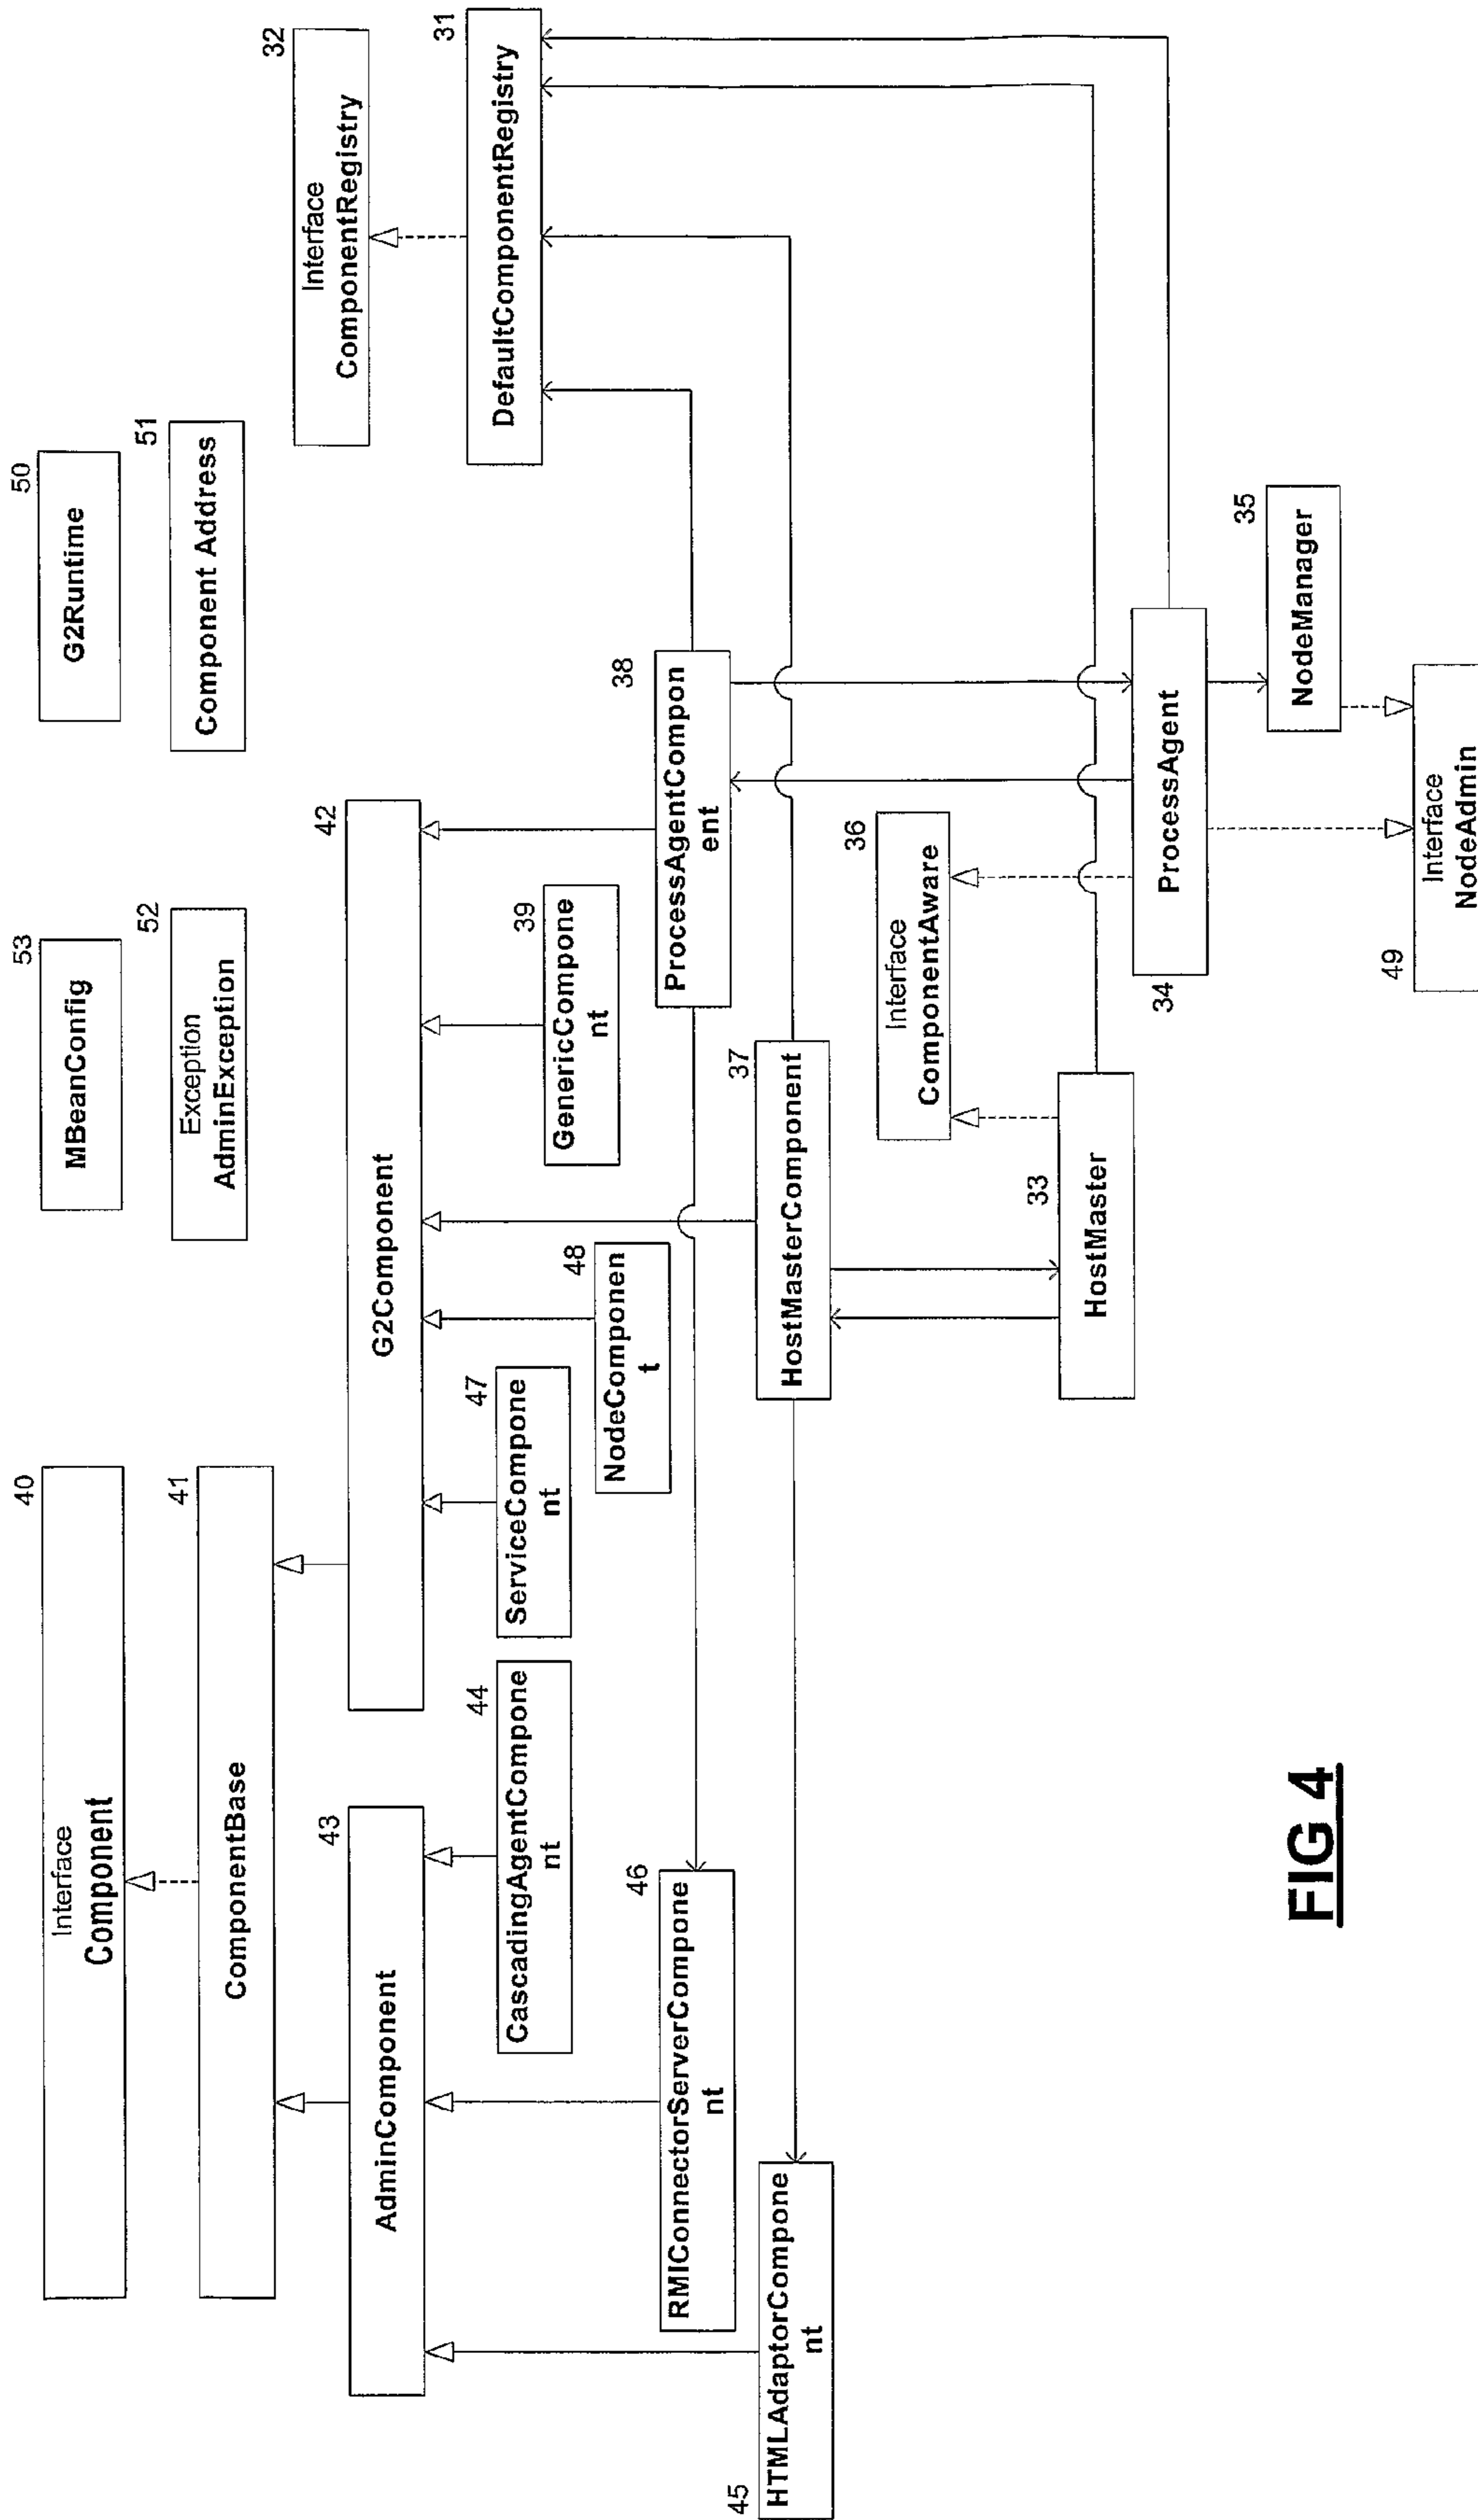 40
Interface
Component
53
MBeanConfig
50
G2Runtime
41
ComponentBase
52
Exception
AdminException
51
Component Address
32
Interface
ComponentRegistry
43
AdminComponent
42
G2Component
31
DefaultComponentRegistry
44
CascadingAgentCompone
nt
47
ServiceCompone
nt
48
NodeComponen
t
39
GenericCompone
nt
46
RMIConnectorServerCompone
nt
38
ProcessAgentCompon
ent
45
HTMLAdaptorCompone
nt
37
HostMasterComponent
36
Interface
ComponentAware
33
HostMaster
34
ProcessAgent
35
NodeManager
49
Interface
NodeAdmin
FIG 4